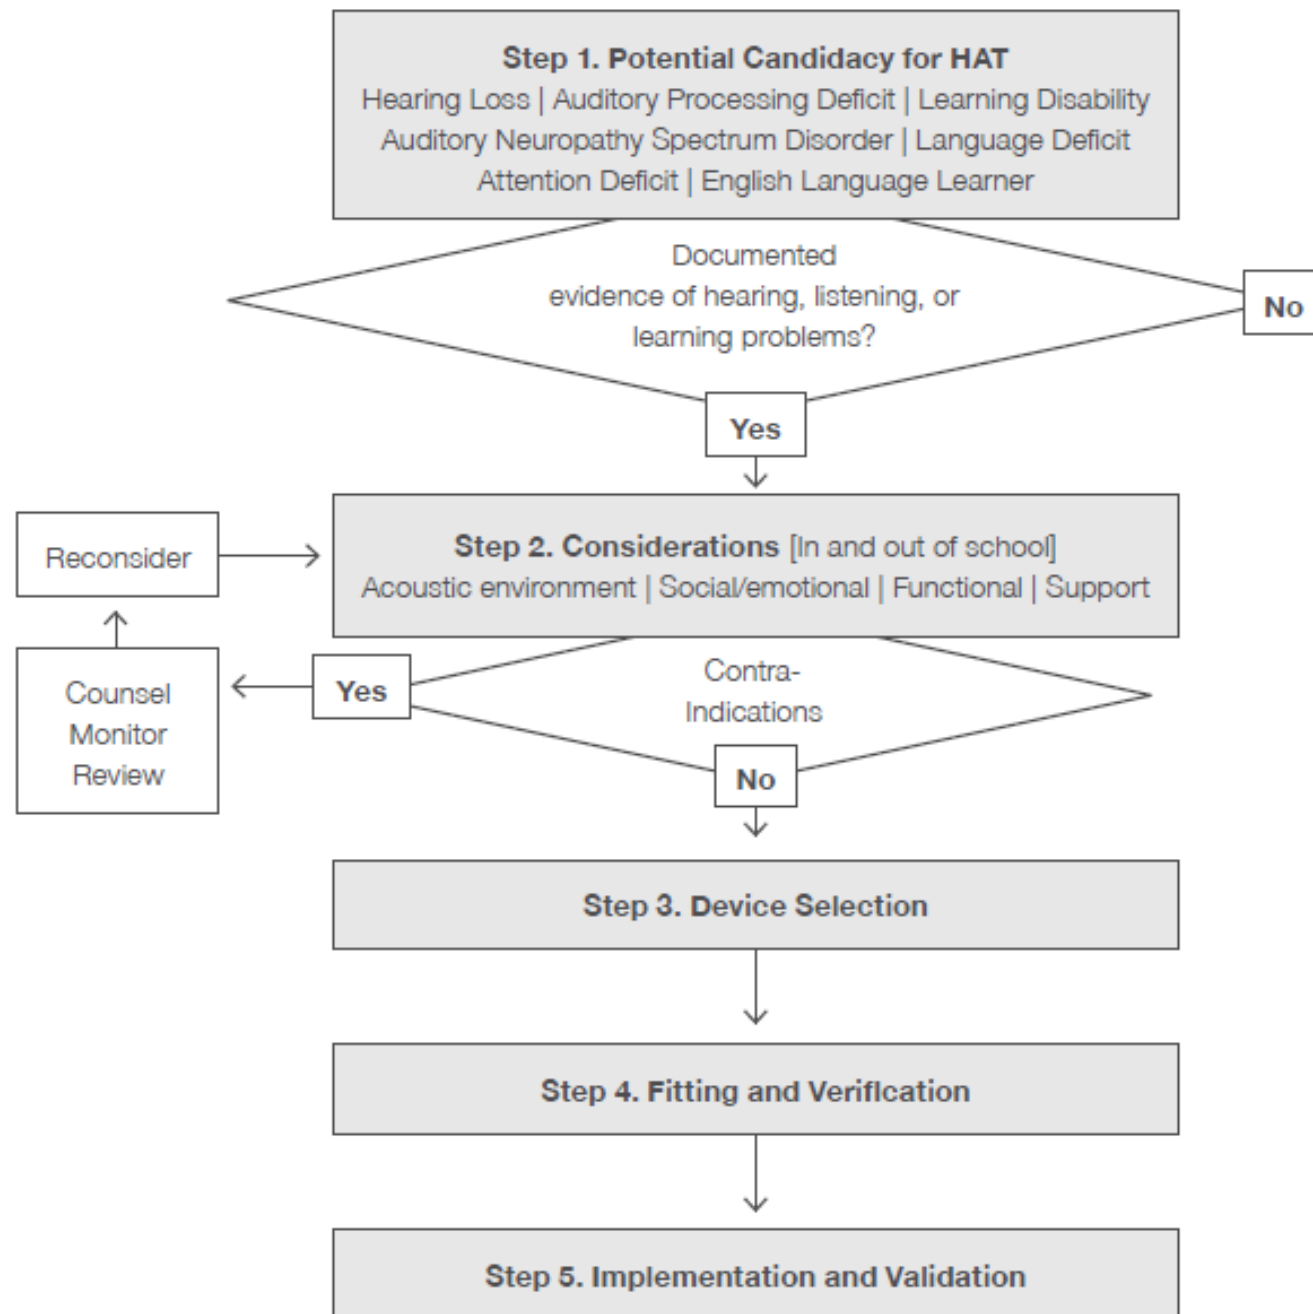 Step 1. Potential Candidacy for HAT
Hearing Loss | Auditory Processing Deficit | Learning Disability
Auditory Neuropathy Spectrum Disorder | Language Deficit
Attention Deficit | English Language Learner
Documented
evidence of hearing, listening, or
learning problems?
No
Yes
Reconsider
Step 2. Considerations [In and out of school]
Acoustic environment | Social/emotional | Functional | Support
Counsel
Monitor
Review
Yes
Contra-
Indications
No
Step 3. Device Selection
Step 4. Fitting and Verification
Step 5. Implementation and Validation